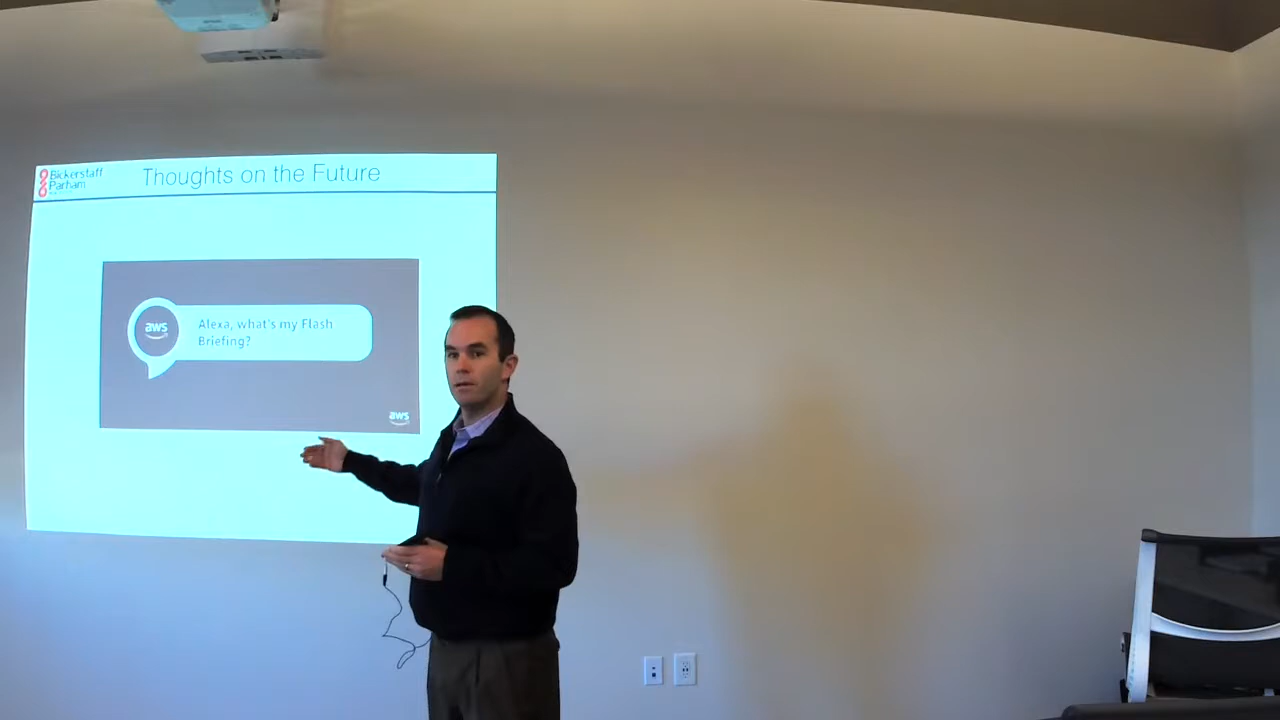 Bickerstaff
Parham
Thoughts on the Future
aws
Alexa, what's my Flash
Briefing?
aws